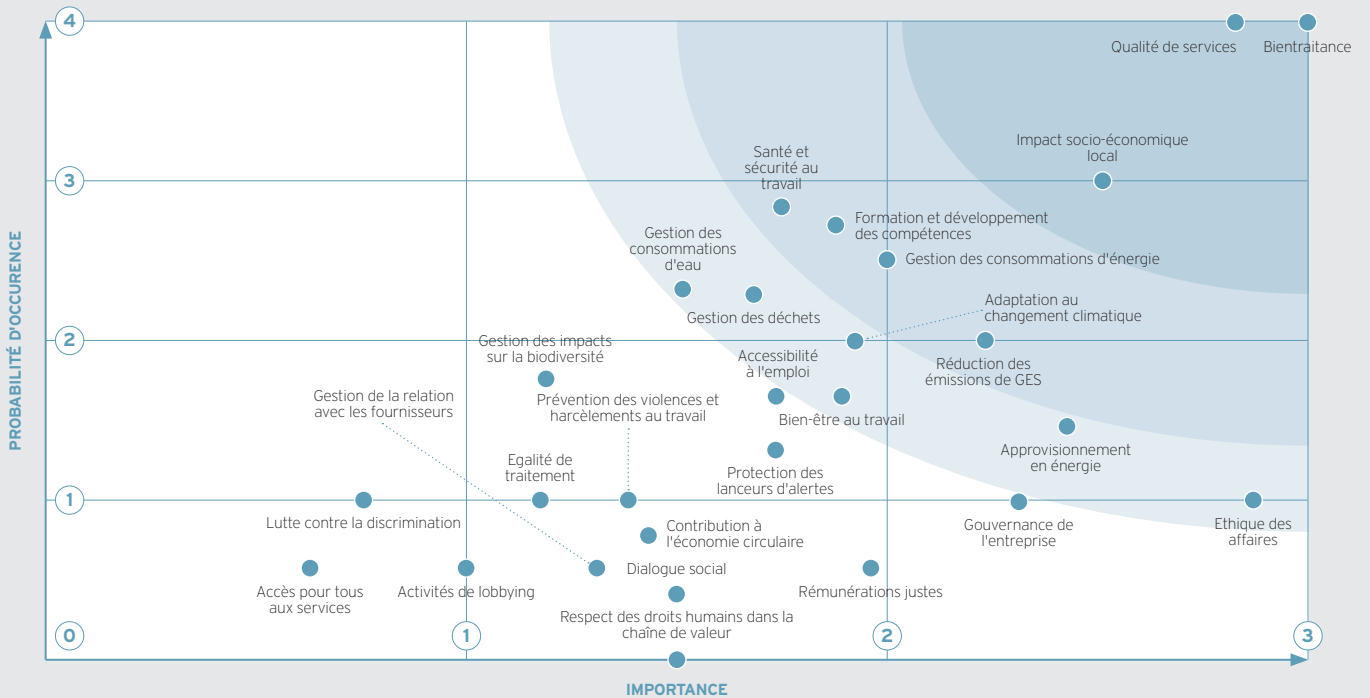 4
Qualité de services
Bientraitance
Impact socio-économique
local
Santé et
sécurité au
travail
3
Formation et développement
des compétences
Gestion des
consommations
d'eau
Gestion des consommations d'énergie
Adaptation au
changement climatique
Gestion des déchets
2
Gestion des impacts
sur la biodiversité
Accessibilité
à l'emploi
Réduction des
émissions de GES
Gestion de la relation
avec les fournisseurs
Prévention des violences et
harcèlements au travail
Bien-être au travail
Approvisionnement
en énergie
Egalité de
traitement
Protection des
lanceurs d'alertes
1
Lutte contre la discrimination
Contribution à
l'économie circulaire
Gouvernance de
l'entreprise
Ethique des
affaires
Dialogue social
Accès pour tous
aux services
Activités de lobbying
Rémunérations justes
Respect des droits humains dans la
chaîne de valeur
0
1
2
3
PROBABILITÉ D'OCCURENCE
IMPORTANCE